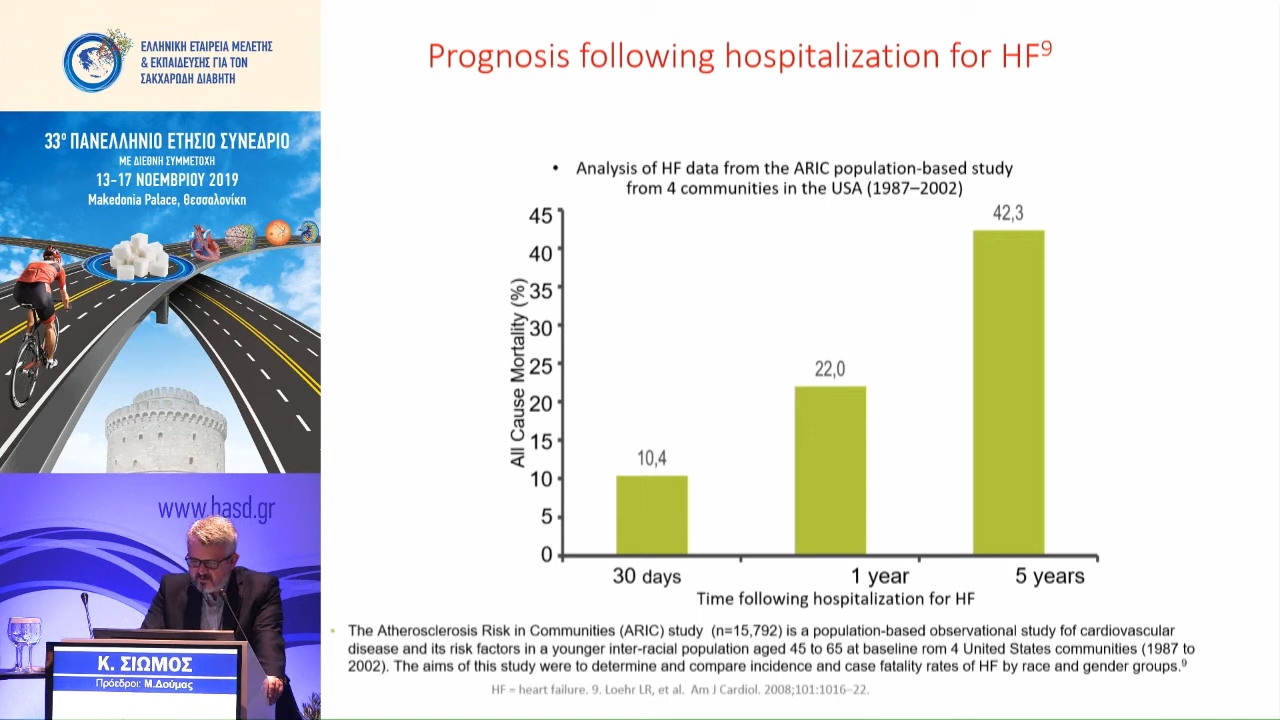 ΕΛΛΗΝΙΚΗ ΕΤΑΙΡΕΙΑ ΜΕΛΕΤΗΣ
& ΕΚΠΑΙΔΕΥΣΗΣ ΓΙΑ ΤΟΝ
ΣΑΚΧΑΡΩΔΗ ΔΙΑΒΗΤΗ
33ο ΠΑΝΕΛΛΗΝΙΟ ΕΤΗΣΙΟ ΣΥΝΕΔΡΙΟ
ΜΕ ΔΙΕΘΝΗ ΣΥΜΜΕΤΟΧΗ
13-17 ΝΟΕΜΒΡΙΟΥ 2019
Makedonia Palace, Θεσσαλονίκη
www.hasd.gr
Κ. ΣΙΩΜΟΣ
Πρόεδροι: Μ.Δούμας
Prognosis following hospitalization for HF⁹
• Analysis of HF data from the ARIC population-based study
from 4 communities in the USA (1987–2002)
All Cause Mortality (%)
45
40
35
30
25
20
15
10
5
0
10,4
22,0
42,3
30 days
1 year
5 years
Time following hospitalization for HF
• The Atherosclerosis Risk in Communities (ARIC) study (n=15,792) is a population-based observational study fof cardiovascular
disease and its risk factors in a younger inter-racial population aged 45 to 65 at baseline rom 4 United States communities (1987 to
2002). The aims of this study were to determine and compare incidence and case fatality rates of HF by race and gender groups.⁹
HF = heart failure. 9. Loehr LR, et al. Am J Cardiol. 2008;101:1016–22.